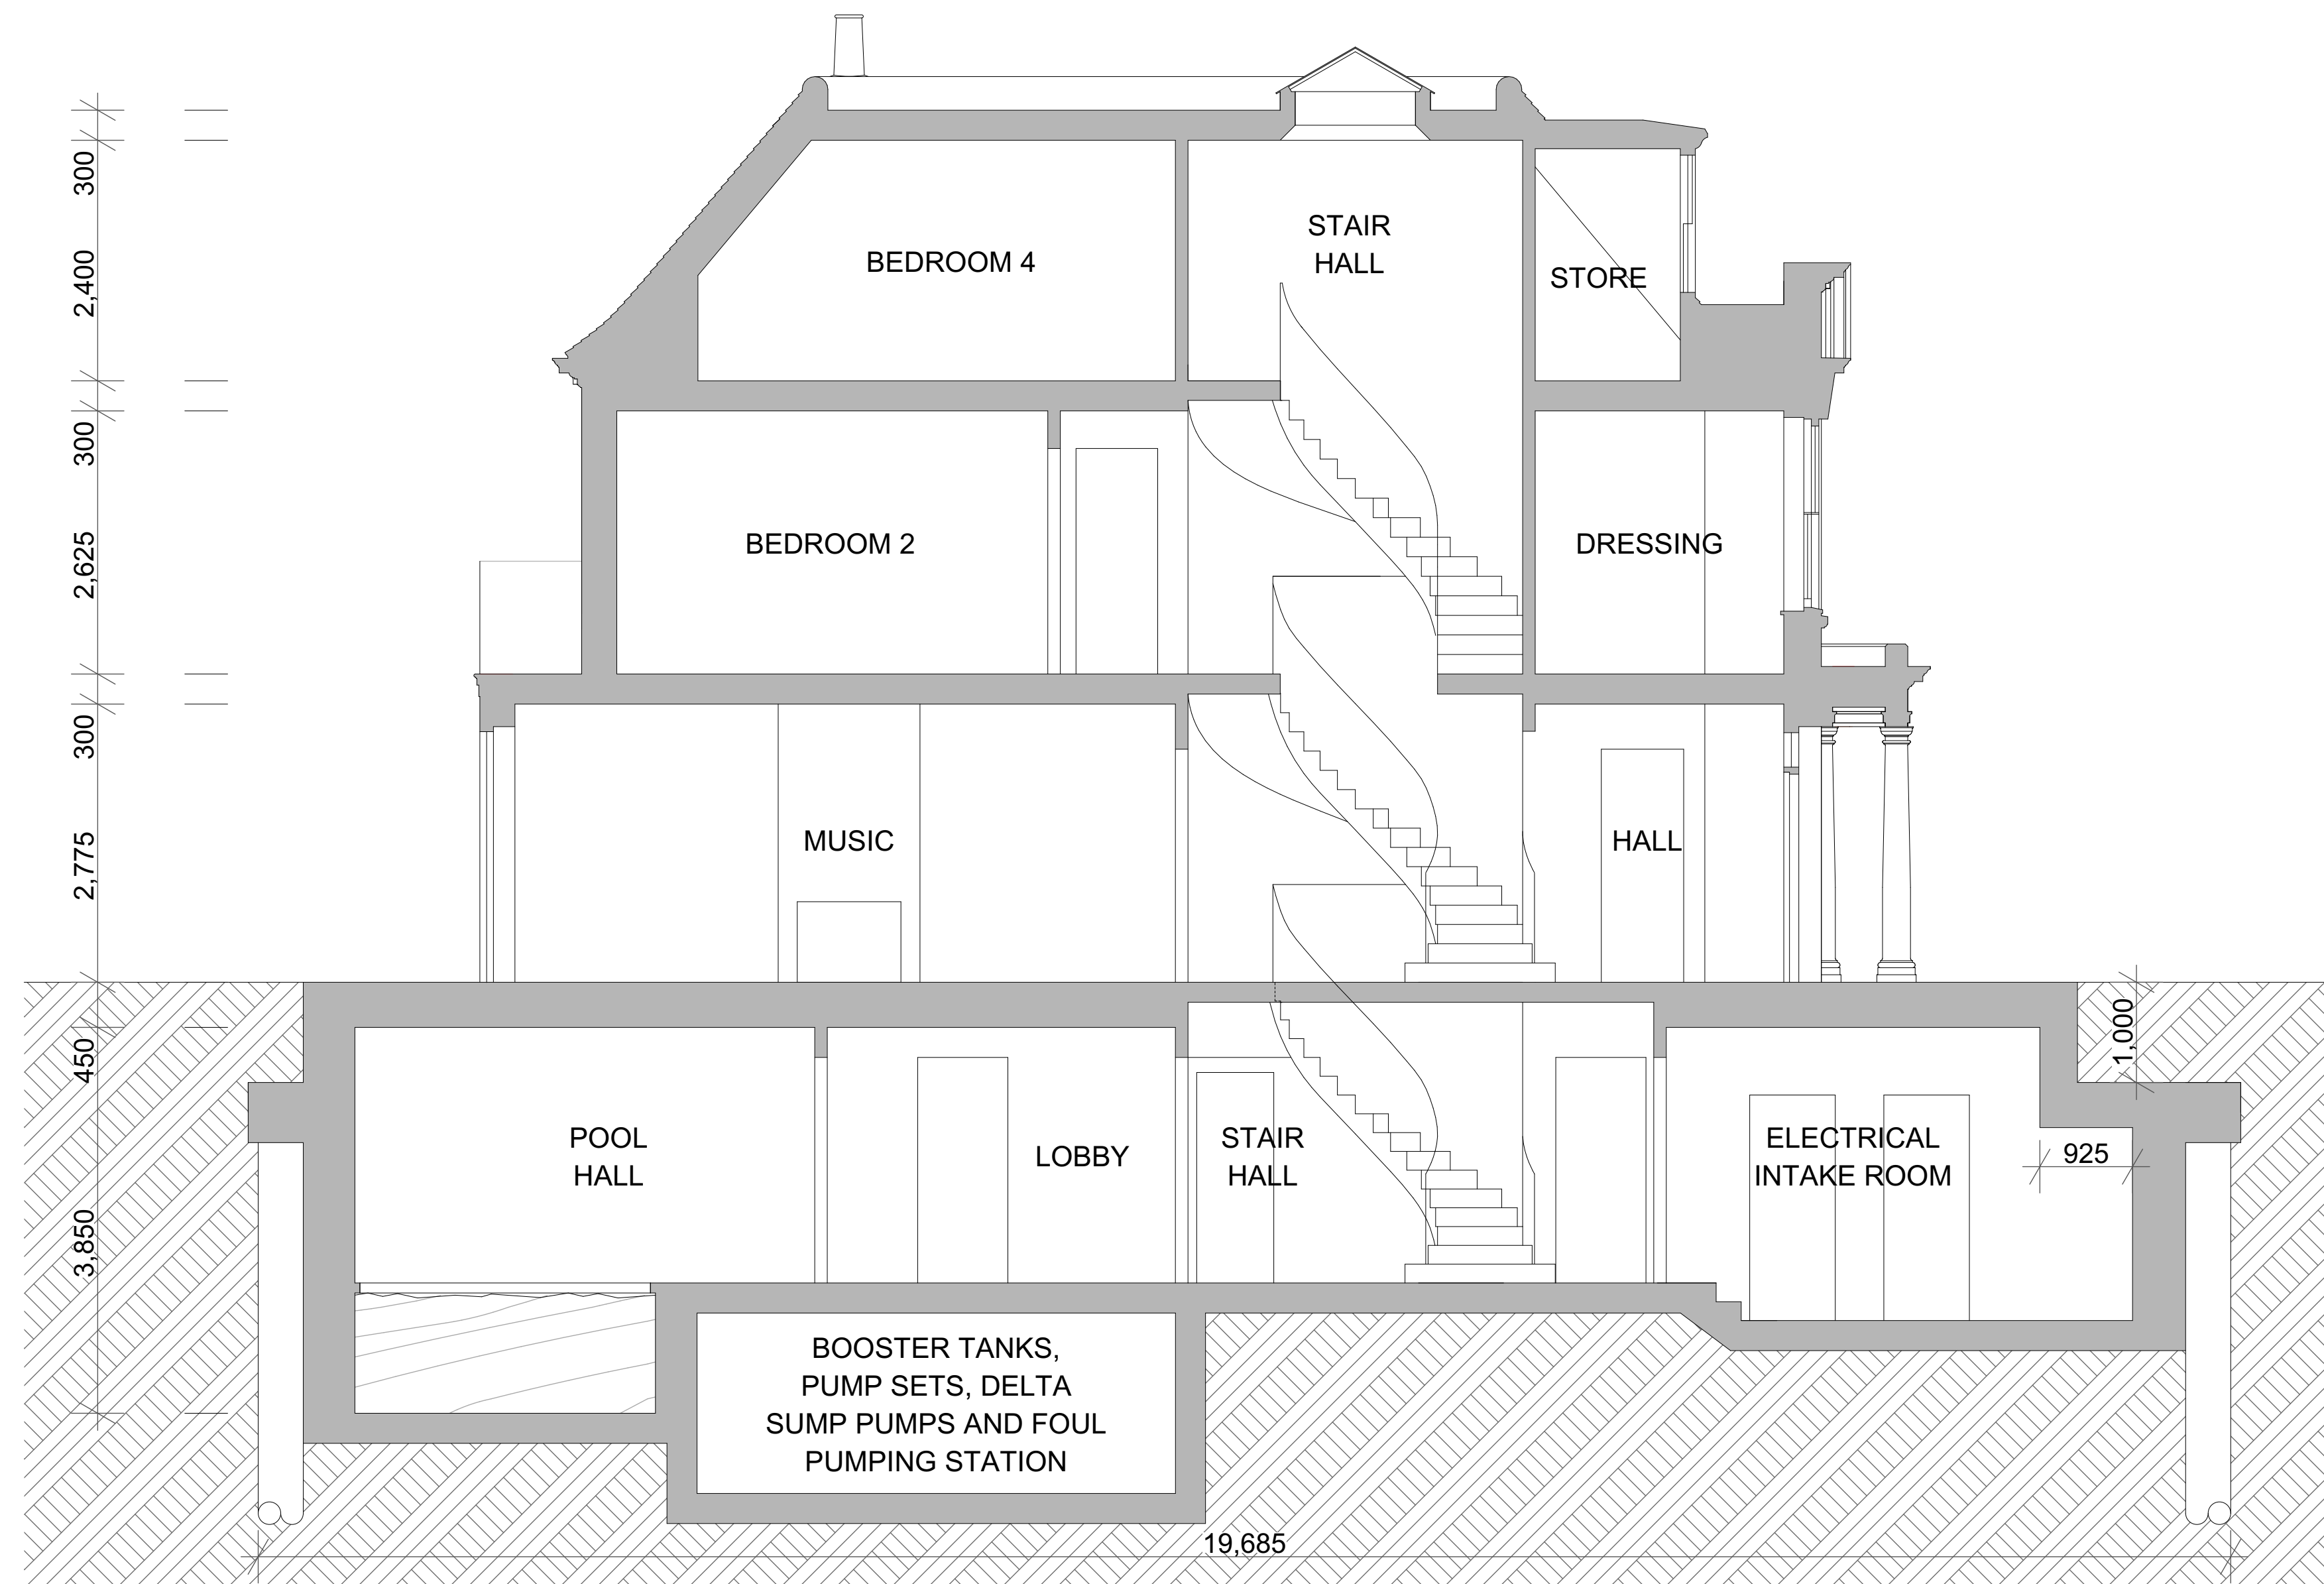 300
2,400
300
2,625
300
2,775
450
3,850
BEDROOM 4
STAIR
HALL
STORE
BEDROOM 2
DRESSING
MUSIC
HALL
1,000
POOL
HALL
LOBBY
STAIR
HALL
ELECTRICAL
INTAKE ROOM
925
BOOSTER TANKS,
PUMP SETS, DELTA
SUMP PUMPS AND FOUL
PUMPING STATION
19,685